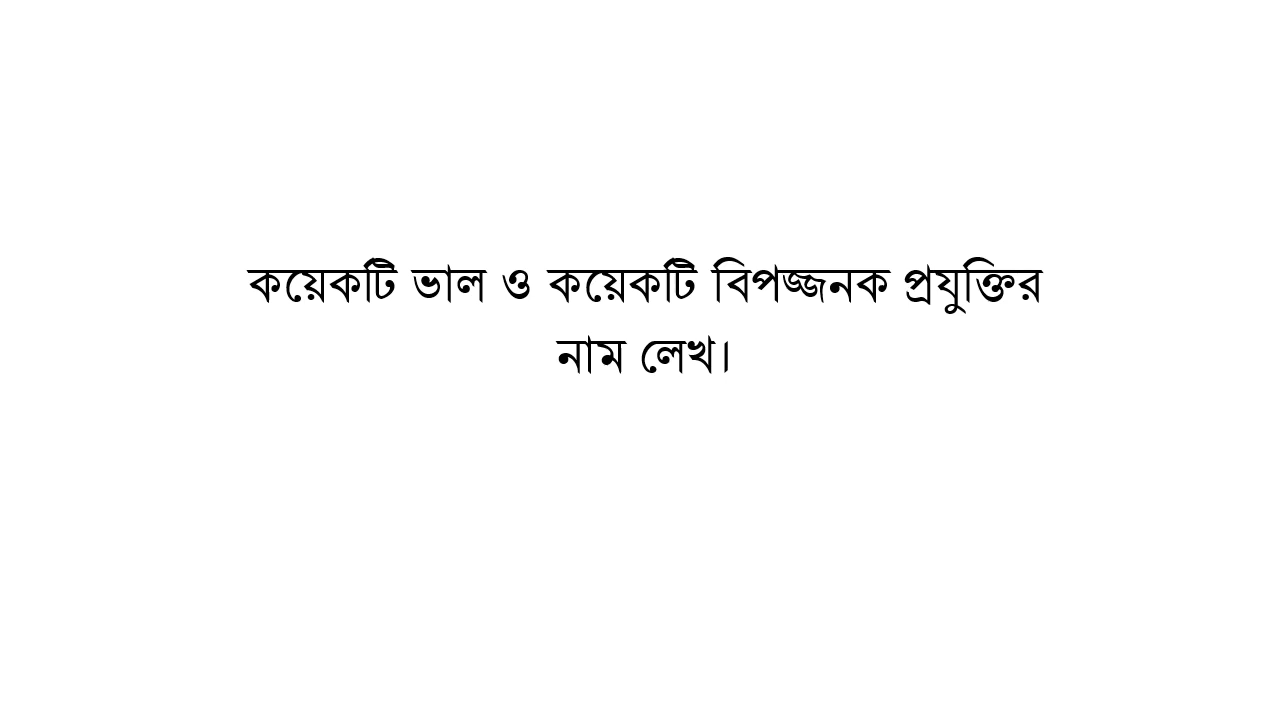 কয়েকটি ভাল ও কয়েকটি বিপজ্জনক প্রযুক্তির
নাম লেখ।